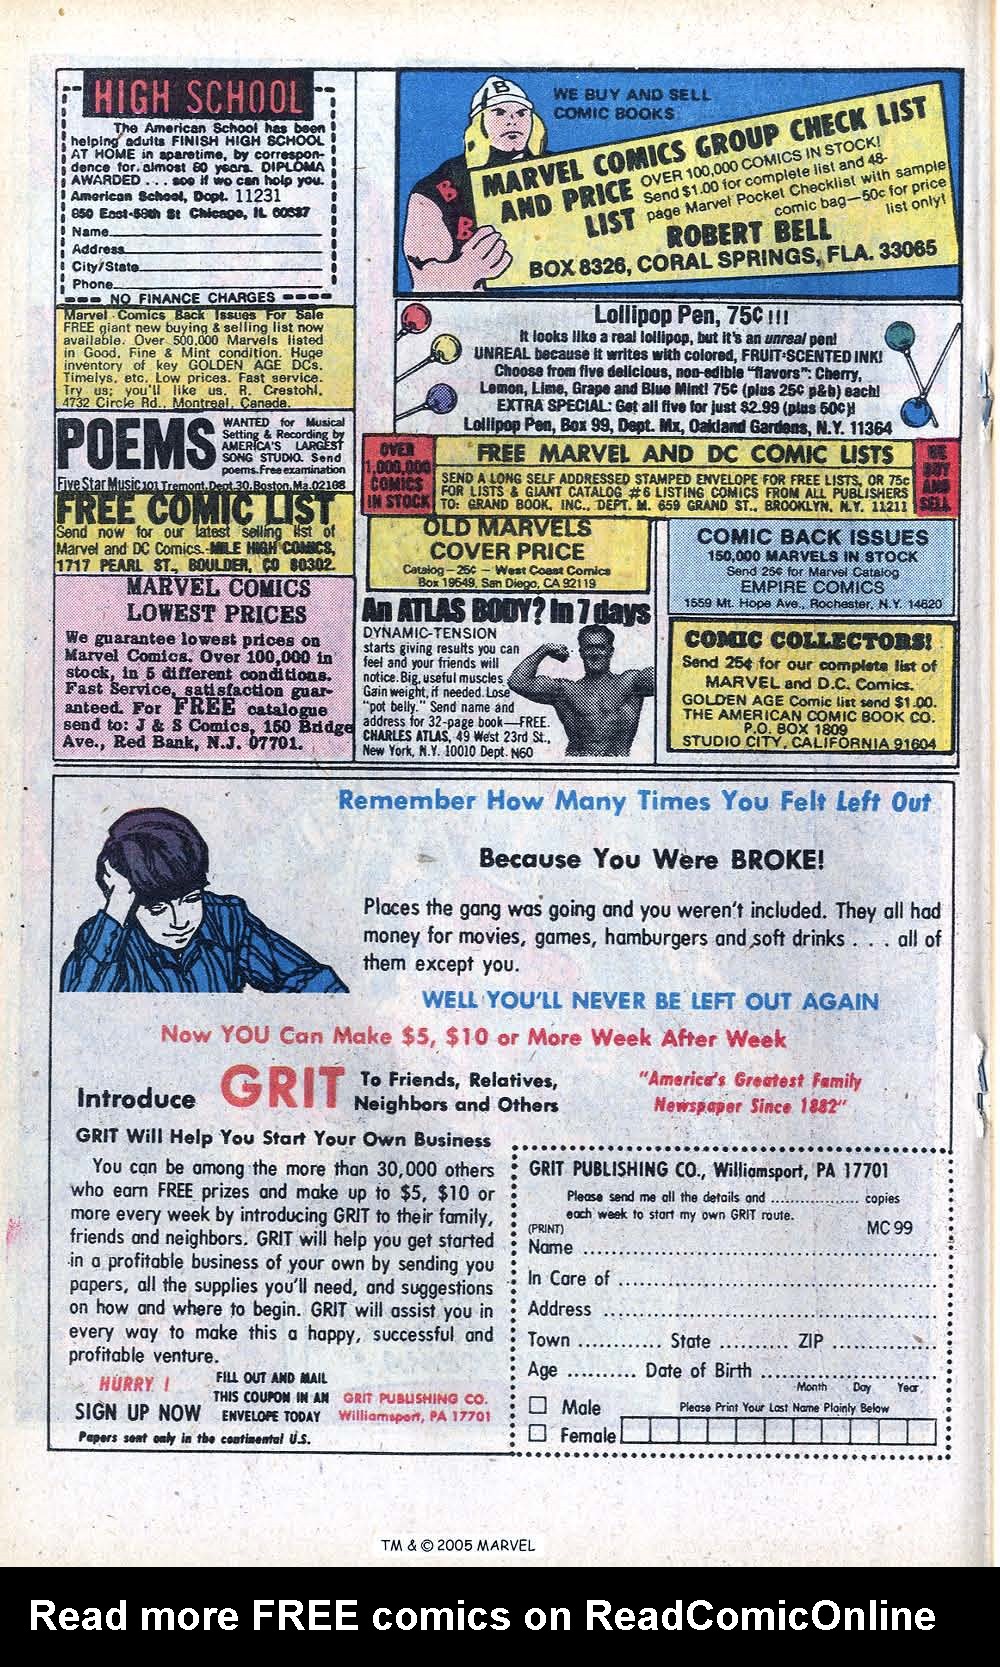 HIGH SCHOOL
The American School has been
helping adults FINISH HIGH SCHOOL
AT HOME in sparetime, by correspon-
dence for almost 80 years. DIPLOMA
AWARDED . . . see if we can help you.
American School, Dept. 11231
850 East-58th St Chicago, IL 60637
Name
Address
City/State
Phone
NO FINANCE CHARGES
Marvel Comics Back Issues For Sale
FREE giant new buying & selling list now
available. Over 500,000 Marvels listed
in Good, Fine & Mint condition. Huge
inventory of key GOLDEN AGE DCs,
Timelys, etc. Low prices. Fast service.
Try us; you'll like us. R. Crestohl,
4732 Circle Rd., Montreal, Canada.
POEMS
WANTED for Musical
Setting & Recording by
AMERICA'S LARGEST
SONG STUDIO. Send
poems. Free examination
Five Star Music 101 Tremont, Dept. 30, Boston, Ma. 02108
FREE COMIC LIST
Send now for our latest selling list of
Marvel and DC Comics.-MILE HIGH COMICS,
1717 PEARL ST., BOULDER, CO 80302.
MARVEL COMICS
LOWEST PRICES
We guarantee lowest prices on
Marvel Comics. Over 100,000 in
stock, in 5 different conditions.
Fast Service, satisfaction guar-
anteed. For FREE catalogue
send to: J & S Comics, 150 Bridge
Ave., Red Bank, N.J. 07701.
B
B
B
WE BUY AND SELL
COMIC BOOKS
MARVEL COMICS GROUP CHECK LIST
AND PRICE
LIST
OVER 100,000 COMICS IN STOCK!
Send $1.00 for complete list and 48-
page Marvel Pocket Checklist with sample
comic bag—50c for price
list only!
ROBERT BELL
BOX 8326, CORAL SPRINGS, FLA. 33065
Lollipop Pen, 75¢!!!
It looks like a real lollipop, but it's an unreal pen!
UNREAL because it writes with colored, FRUIT-SCENTED INK!
Choose from five delicious, non-edible "flavors": Cherry,
Lemon, Lime, Grape and Blue Mint! 75¢ (plus 25¢ p&h) each!
EXTRA SPECIAL: Get all five for just $2.99 (plus 50¢)!
Lollipop Pen, Box 99, Dept. Mx, Oakland Gardens, N.Y. 11364
OVER
1,000,000
COMICS
IN STOCK
FREE MARVEL AND DC COMIC LISTS
SEND A LONG SELF ADDRESSED STAMPED ENVELOPE FOR FREE LISTS, OR 75c
FOR LISTS & GIANT CATALOG #6 LISTING COMICS FROM ALL PUBLISHERS
TO: GRAND BOOK, INC., DEPT. M. 659 GRAND ST., BROOKLYN, N.Y. 11211
WE
BUY
AND
SELL
OLD MARVELS
COVER PRICE
Catalog—25¢ — West Coast Comics
Box 19549, San Diego, CA 92119
COMIC BACK ISSUES
150,000 MARVELS IN STOCK
Send 25¢ for Marvel Catalog
EMPIRE COMICS
1559 Mt. Hope Ave., Rochester, N.Y. 14620
An ATLAS BODY? In 7 days
DYNAMIC-TENSION
starts giving results you can
feel and your friends will
notice. Big, useful muscles.
Gain weight, if needed. Lose
"pot belly." Send name and
address for 32-page book—FREE.
CHARLES ATLAS, 49 West 23rd St.,
New York, N.Y. 10010 Dept. N60
COMIC COLLECTORS!
Send 25¢ for our complete list of
MARVEL and D.C. Comics.
GOLDEN AGE Comic list send $1.00.
THE AMERICAN COMIC BOOK CO.
P.O. BOX 1809
STUDIO CITY, CALIFORNIA 91604
Remember How Many Times You Felt Left Out
Because You Were BROKE!
Places the gang was going and you weren't included. They all had
money for movies, games, hamburgers and soft drinks . . . all of
them except you.
WELL YOU'LL NEVER BE LEFT OUT AGAIN
Now YOU Can Make $5, $10 or More Week After Week
Introduce GRIT To Friends, Relatives,
Neighbors and Others
"America's Greatest Family
Newspaper Since 1882"
GRIT Will Help You Start Your Own Business
You can be among the more than 30,000 others
who earn FREE prizes and make up to $5, $10 or
more every week by introducing GRIT to their family,
friends and neighbors. GRIT will help you get started
in a profitable business of your own by sending you
papers, all the supplies you'll need, and suggestions
on how and where to begin. GRIT will assist you in
every way to make this a happy, successful and
profitable venture.
HURRY !
SIGN UP NOW
FILL OUT AND MAIL
THIS COUPON IN AN
ENVELOPE TODAY
GRIT PUBLISHING CO.
Williamsport, PA 17701
Papers sent only in the continental U.S.
GRIT PUBLISHING CO., Williamsport, PA 17701
Please send me all the details and .................. copies
each week to start my own GRIT route.
(PRINT)
MC 99
Name
In Care of
Address
Town ............ State ............ ZIP
Age .......... Date of Birth
Month Day Year
Male
Please Print Your Last Name Plainly Below
Female
TM & © 2005 MARVEL
Read more FREE comics on ReadComicOnline